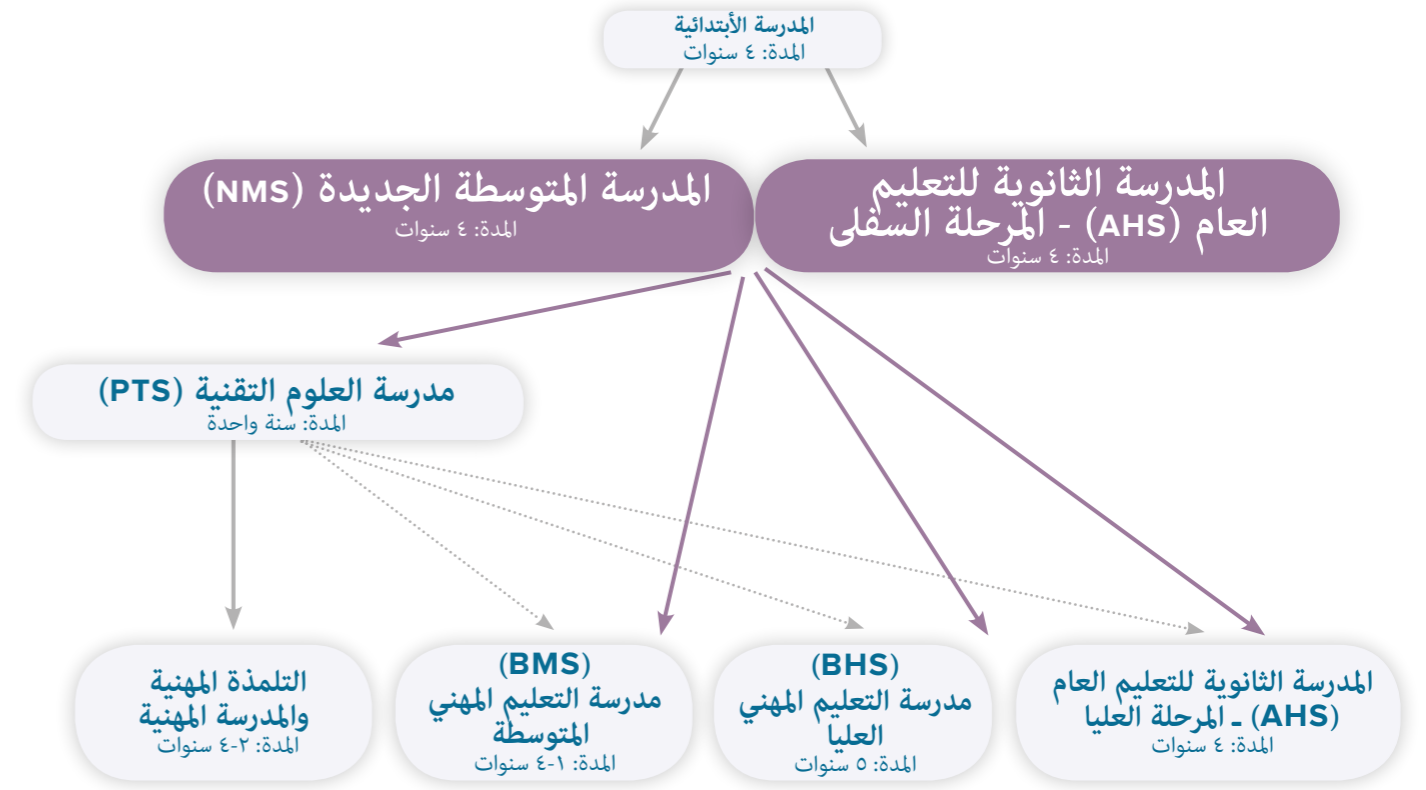 المدرسة الأبتدائية
المدة: ٤ سنوات
المدرسة الثانوية للتعليم
العام (AHS) - المرحلة السفلى
المدة: ٤ سنوات
المدرسة المتوسطة الجديدة (NMS)
المدة: ٤ سنوات
مدرسة العلوم التقنية (PTS)
المدة: سنة واحدة
المدرسة الثانوية للتعليم العام
(AHS) ـ المرحلة العليا
المدة: ٤ سنوات
(BHS)
مدرسة التعليم المهني
العليا
المدة: ٥ سنوات
(BMS)
مدرسة التعليم المهني
المتوسطة
المدة: ١-٤ سنوات
التلمذة المهنية
والمدرسة المهنية
المدة: ٢-٤ سنوات